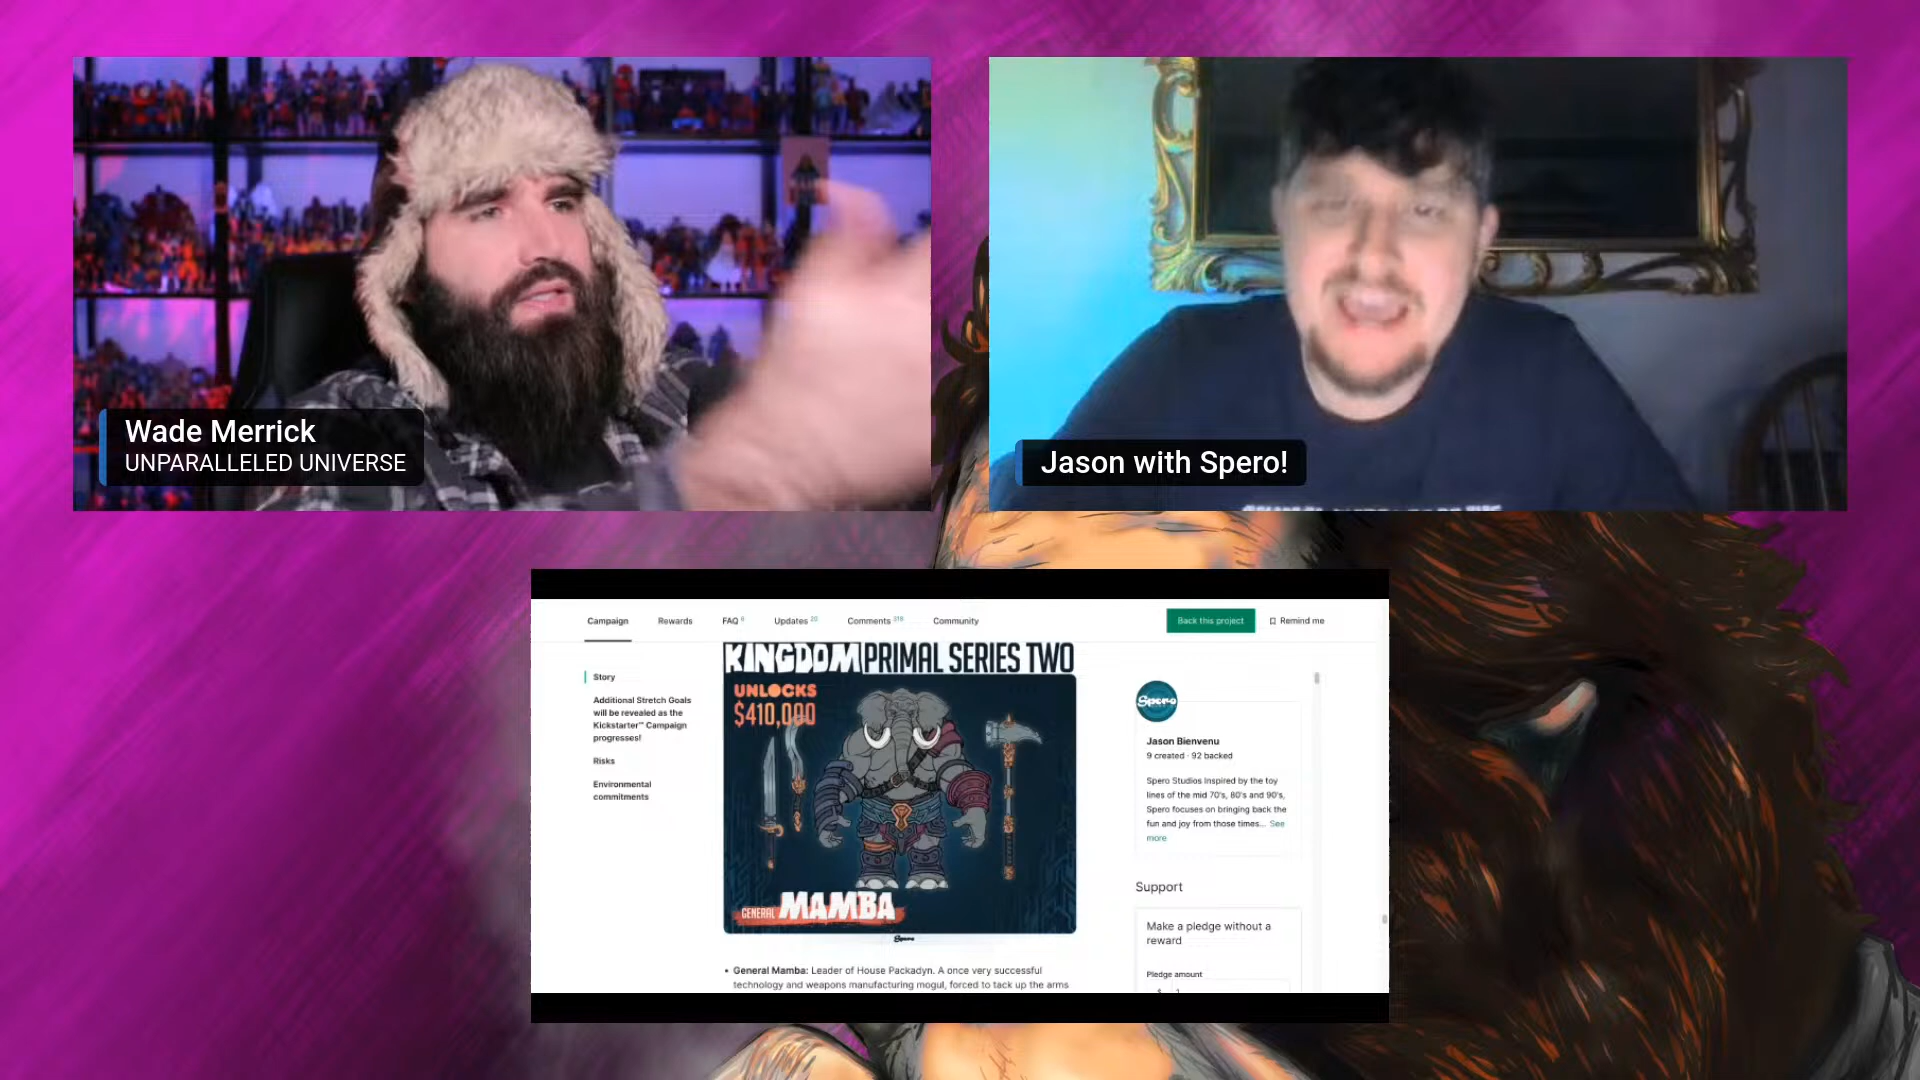 Wade Merrick
UNPARALLELED UNIVERSE
Jason with Spero!
Campaign
Rewards
FAQ
Updates 20
Comments
Community
Back this project
Remind me
Story
Additional Stretch Goals
will be revealed as the
Kickstarter™ Campaign
progresses!
Risks
Environmental
commitments
KINGDOM PRIMAL SERIES TWO
UNLOCKS
$410,000
GENERAL MAMBA
Spero
Spero
Jason Bienvenu
9 created · 92 backed
Spero Studios Inspired by the toy
lines of the mid 70's, 80's and 90's,
Spero focuses on bringing back the
fun and joy from those times... See
more
Support
Make a pledge without a
reward
Pledge amount
$ 1
• General Mamba: Leader of House Packadyn. A once very successful
technology and weapons manufacturing mogul, forced to tack up the arms